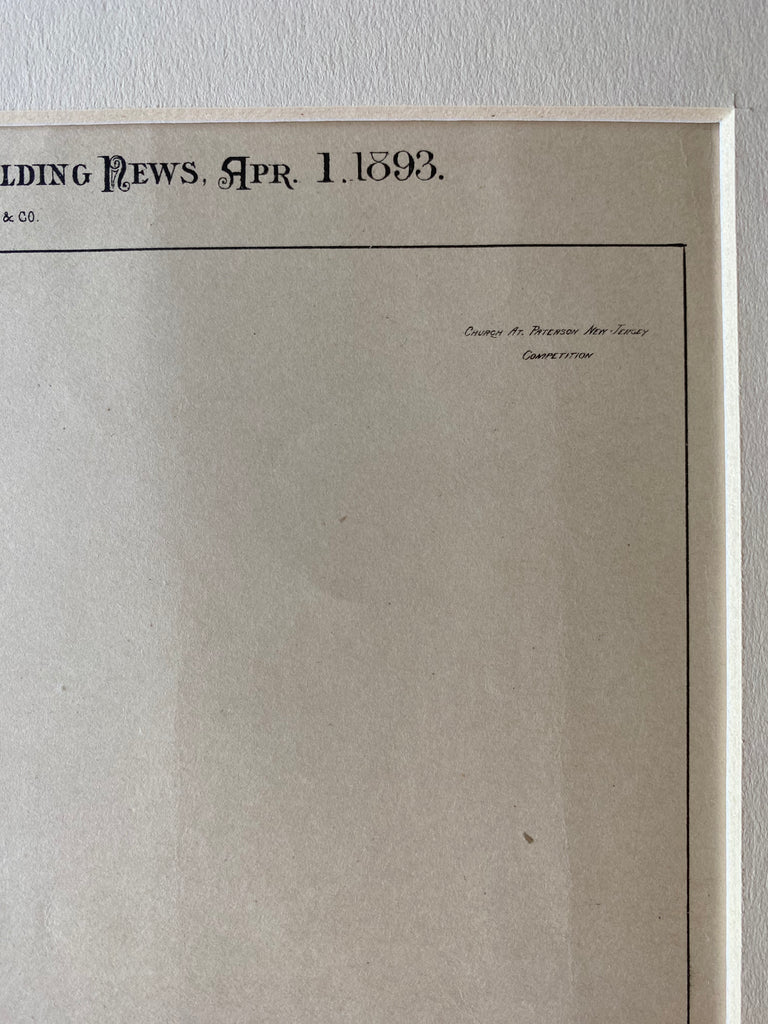 LDING NEWS, APR. 1. 1893.
& CO.
CHURCH AT. PATERSON NEW-JERSEY
COMPETITION